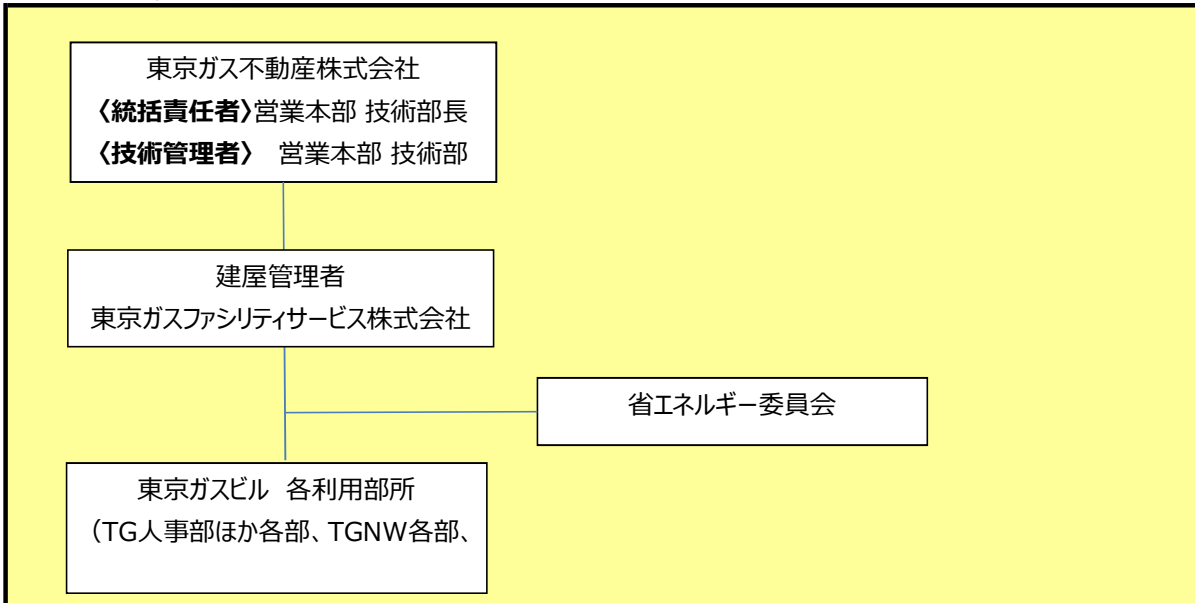 東京ガス不動産株式会社
〈統括責任者〉営業本部 技術部長
〈技術管理者〉 営業本部 技術部
建屋管理者
東京ガスファシリティサービス株式会社
省エネルギー委員会
東京ガスビル 各利用部所
（TG人事部ほか各部、TGNW各部、